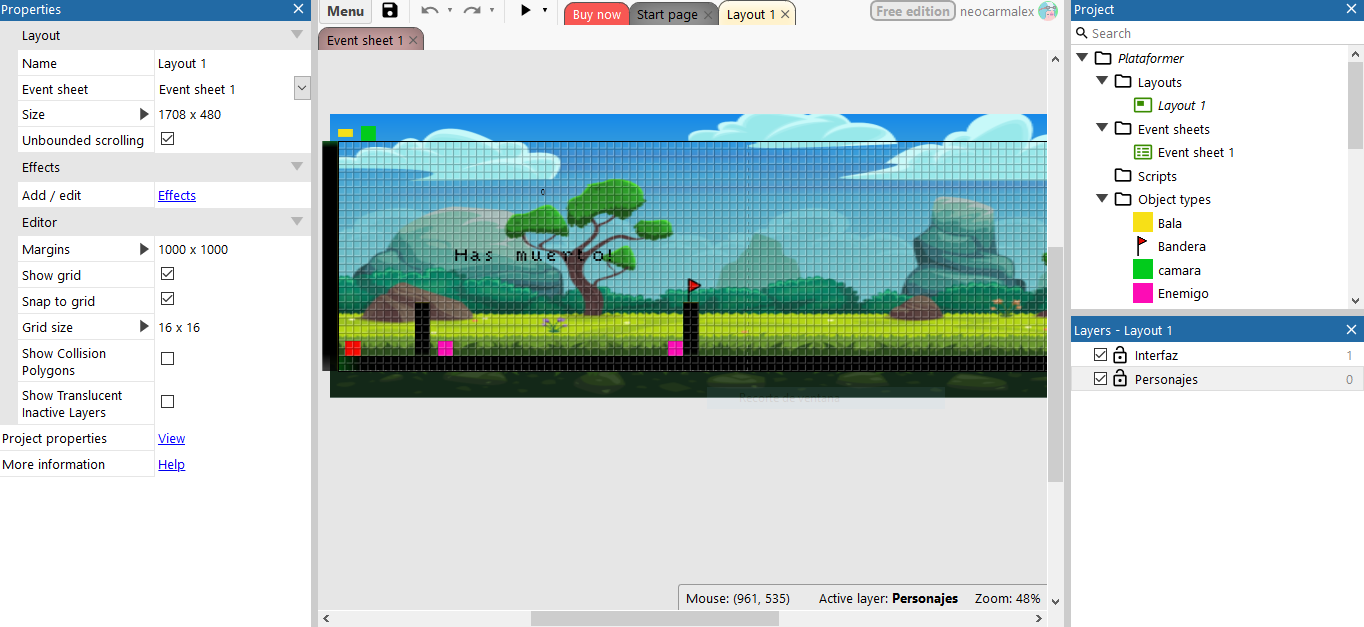 Properties
Layout
Name Layout 1
Event sheet Event sheet 1
Size 1708 x 480
Unbounded scrolling
Effects
Add / edit Effects
Editor
Margins 1000 x 1000
Show grid
Snap to grid
Grid size 16 x 16
Show Collision
Polygons
Show Translucent
Inactive Layers
Project properties View
More information Help
Menu
Buy now
Start page
Layout 1
Free edition
neocarmalex
Event sheet 1
0
Has muerto!
Recorte de ventana
Mouse: (961, 535)
Active layer: Personajes
Zoom: 48%
Project
Search
Plataformer
Layouts
Layout 1
Event sheets
Event sheet 1
Scripts
Object types
Bala
Bandera
camara
Enemigo
Layers - Layout 1
Interfaz 1
Personajes 0